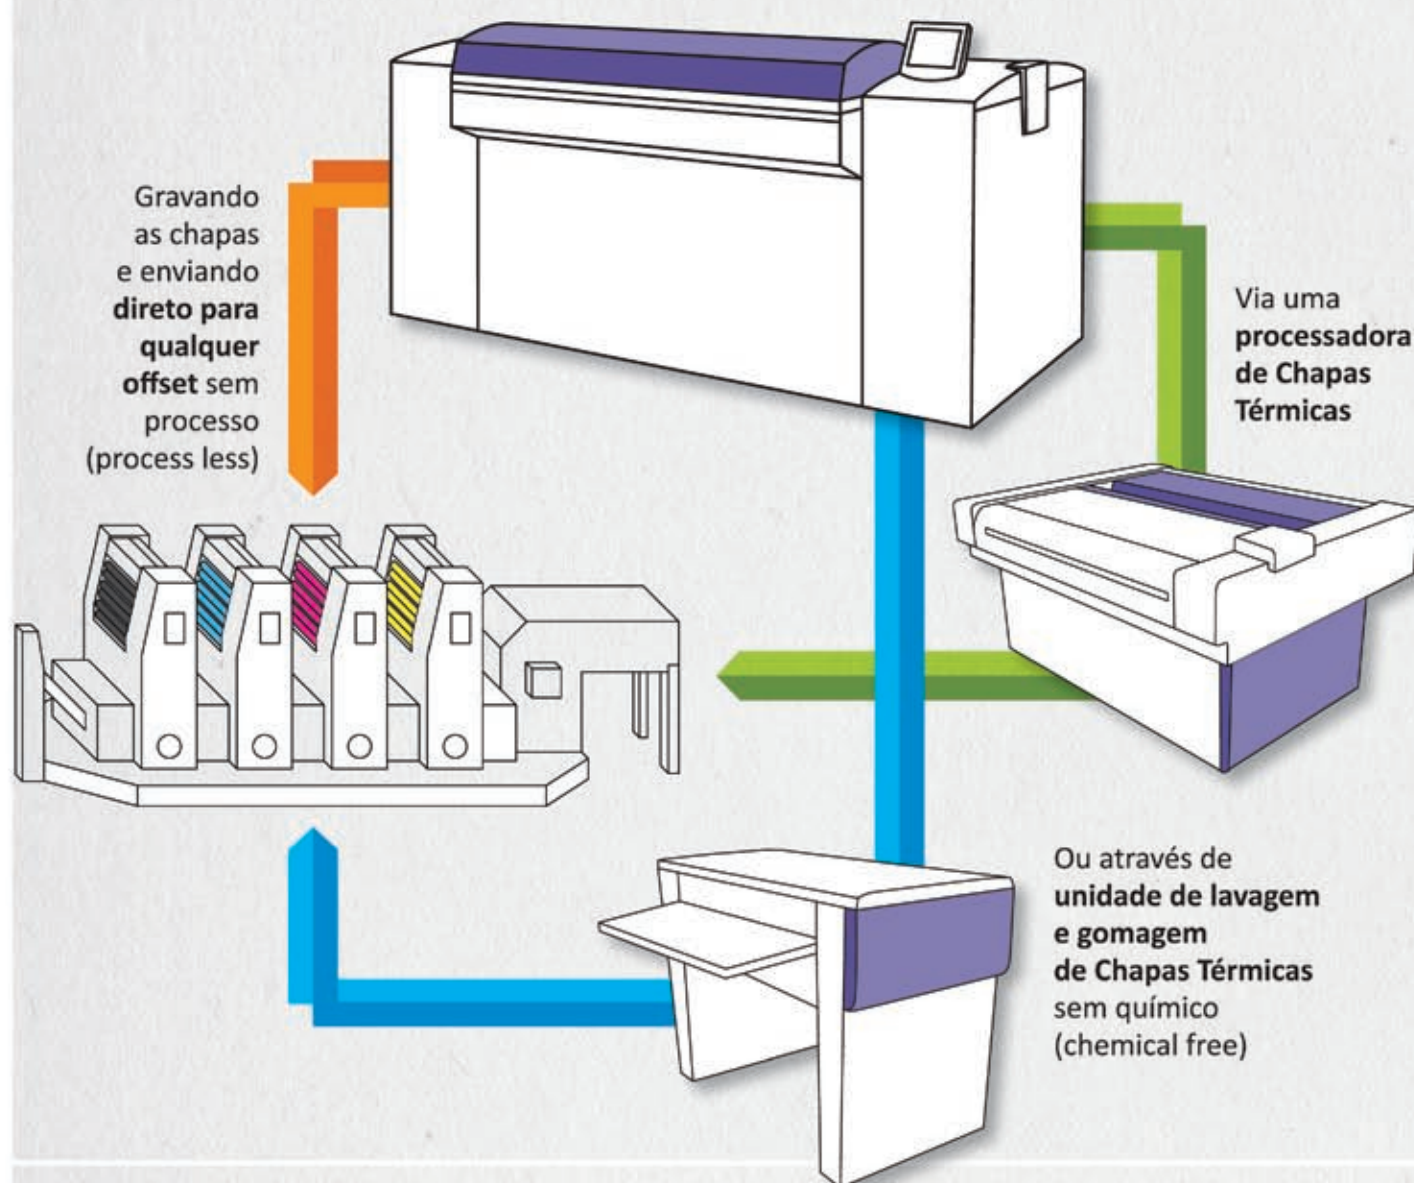 Gravando
as chapas
e enviando
direto para
qualquer
offset sem
processo
(process less)
Via uma
processadora
de Chapas
Térmicas
Ou através de
unidade de lavagem
e gomagem
de Chapas Térmicas
sem químico
(chemical free)